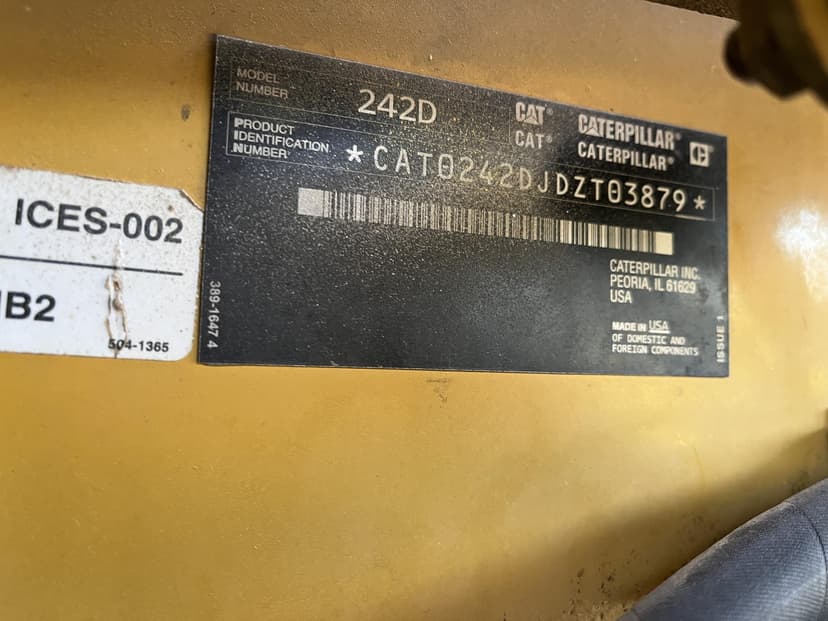 MODEL
NUMBER
242D
CAT®
CAT®
CATERPILLAR®
CATERPILLAR®
PRODUCT
IDENTIFICATION
NUMBER
*CAT0242DJDZT03879*
CATERPILLAR INC.
PEORIA, IL 61629
USA
MADE IN USA
OF DOMESTIC AND
FOREIGN COMPONENTS
ISSUE 1
389-1647 4
ICES-002
504-1365